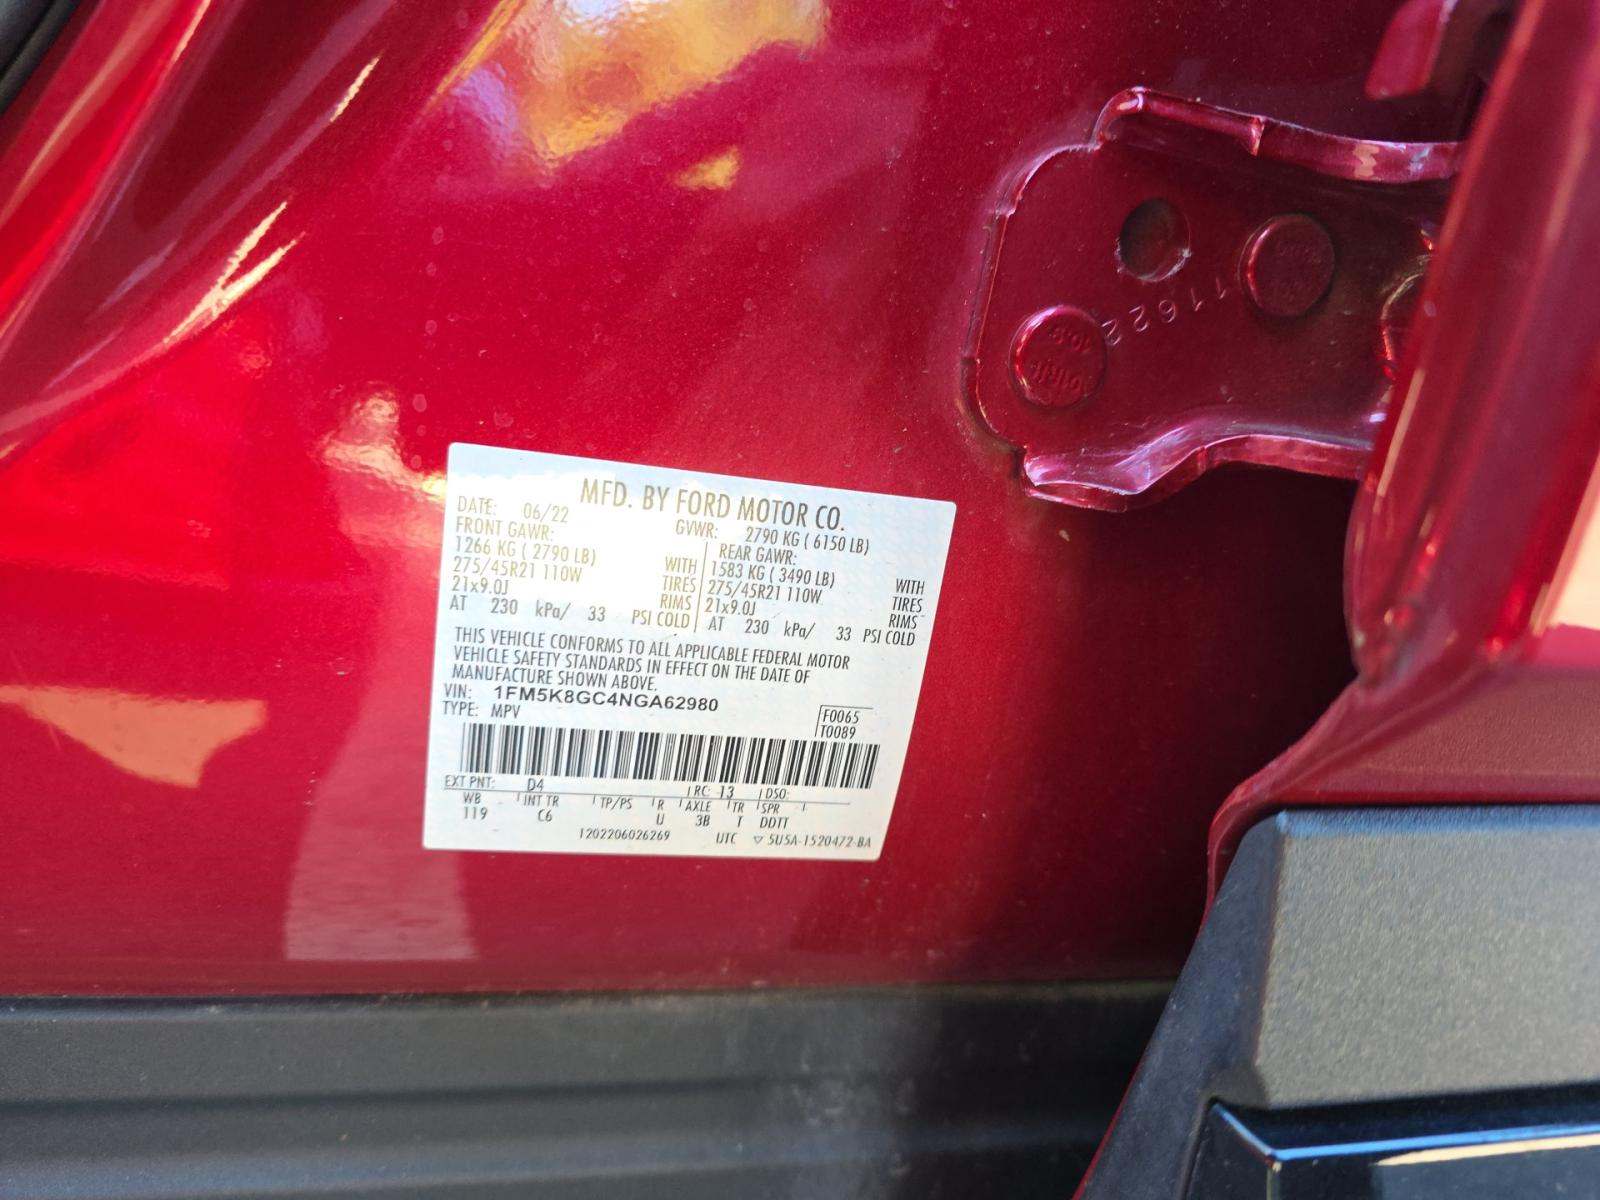 MFD. BY FORD MOTOR CO.
DATE: 06/22 GVWR: 2790 KG ( 6150 LB)
FRONT GAWR: REAR GAWR:
1266 KG ( 2790 LB) WITH 1583 KG ( 3490 LB) WITH
275/45R21 110W TIRES 275/45R21 110W TIRES
21x9.0J RIMS 21x9.0J RIMS
AT 230 kPa/ 33 PSI COLD AT 230 kPa/ 33 PSI COLD
THIS VEHICLE CONFORMS TO ALL APPLICABLE FEDERAL MOTOR
VEHICLE SAFETY STANDARDS IN EFFECT ON THE DATE OF
MANUFACTURE SHOWN ABOVE.
VIN: 1FM5K8GC4NGA62980
TYPE: MPV
F0065
T0089
EXT PNT: D4 RC: 13 DSO:
WB INT TR TP/PS R AXLE TR SPR
119 C6 U 3B T DDTT
1202206026269 UTC ▽ 5U5A-1520472-BA
11622
10.9